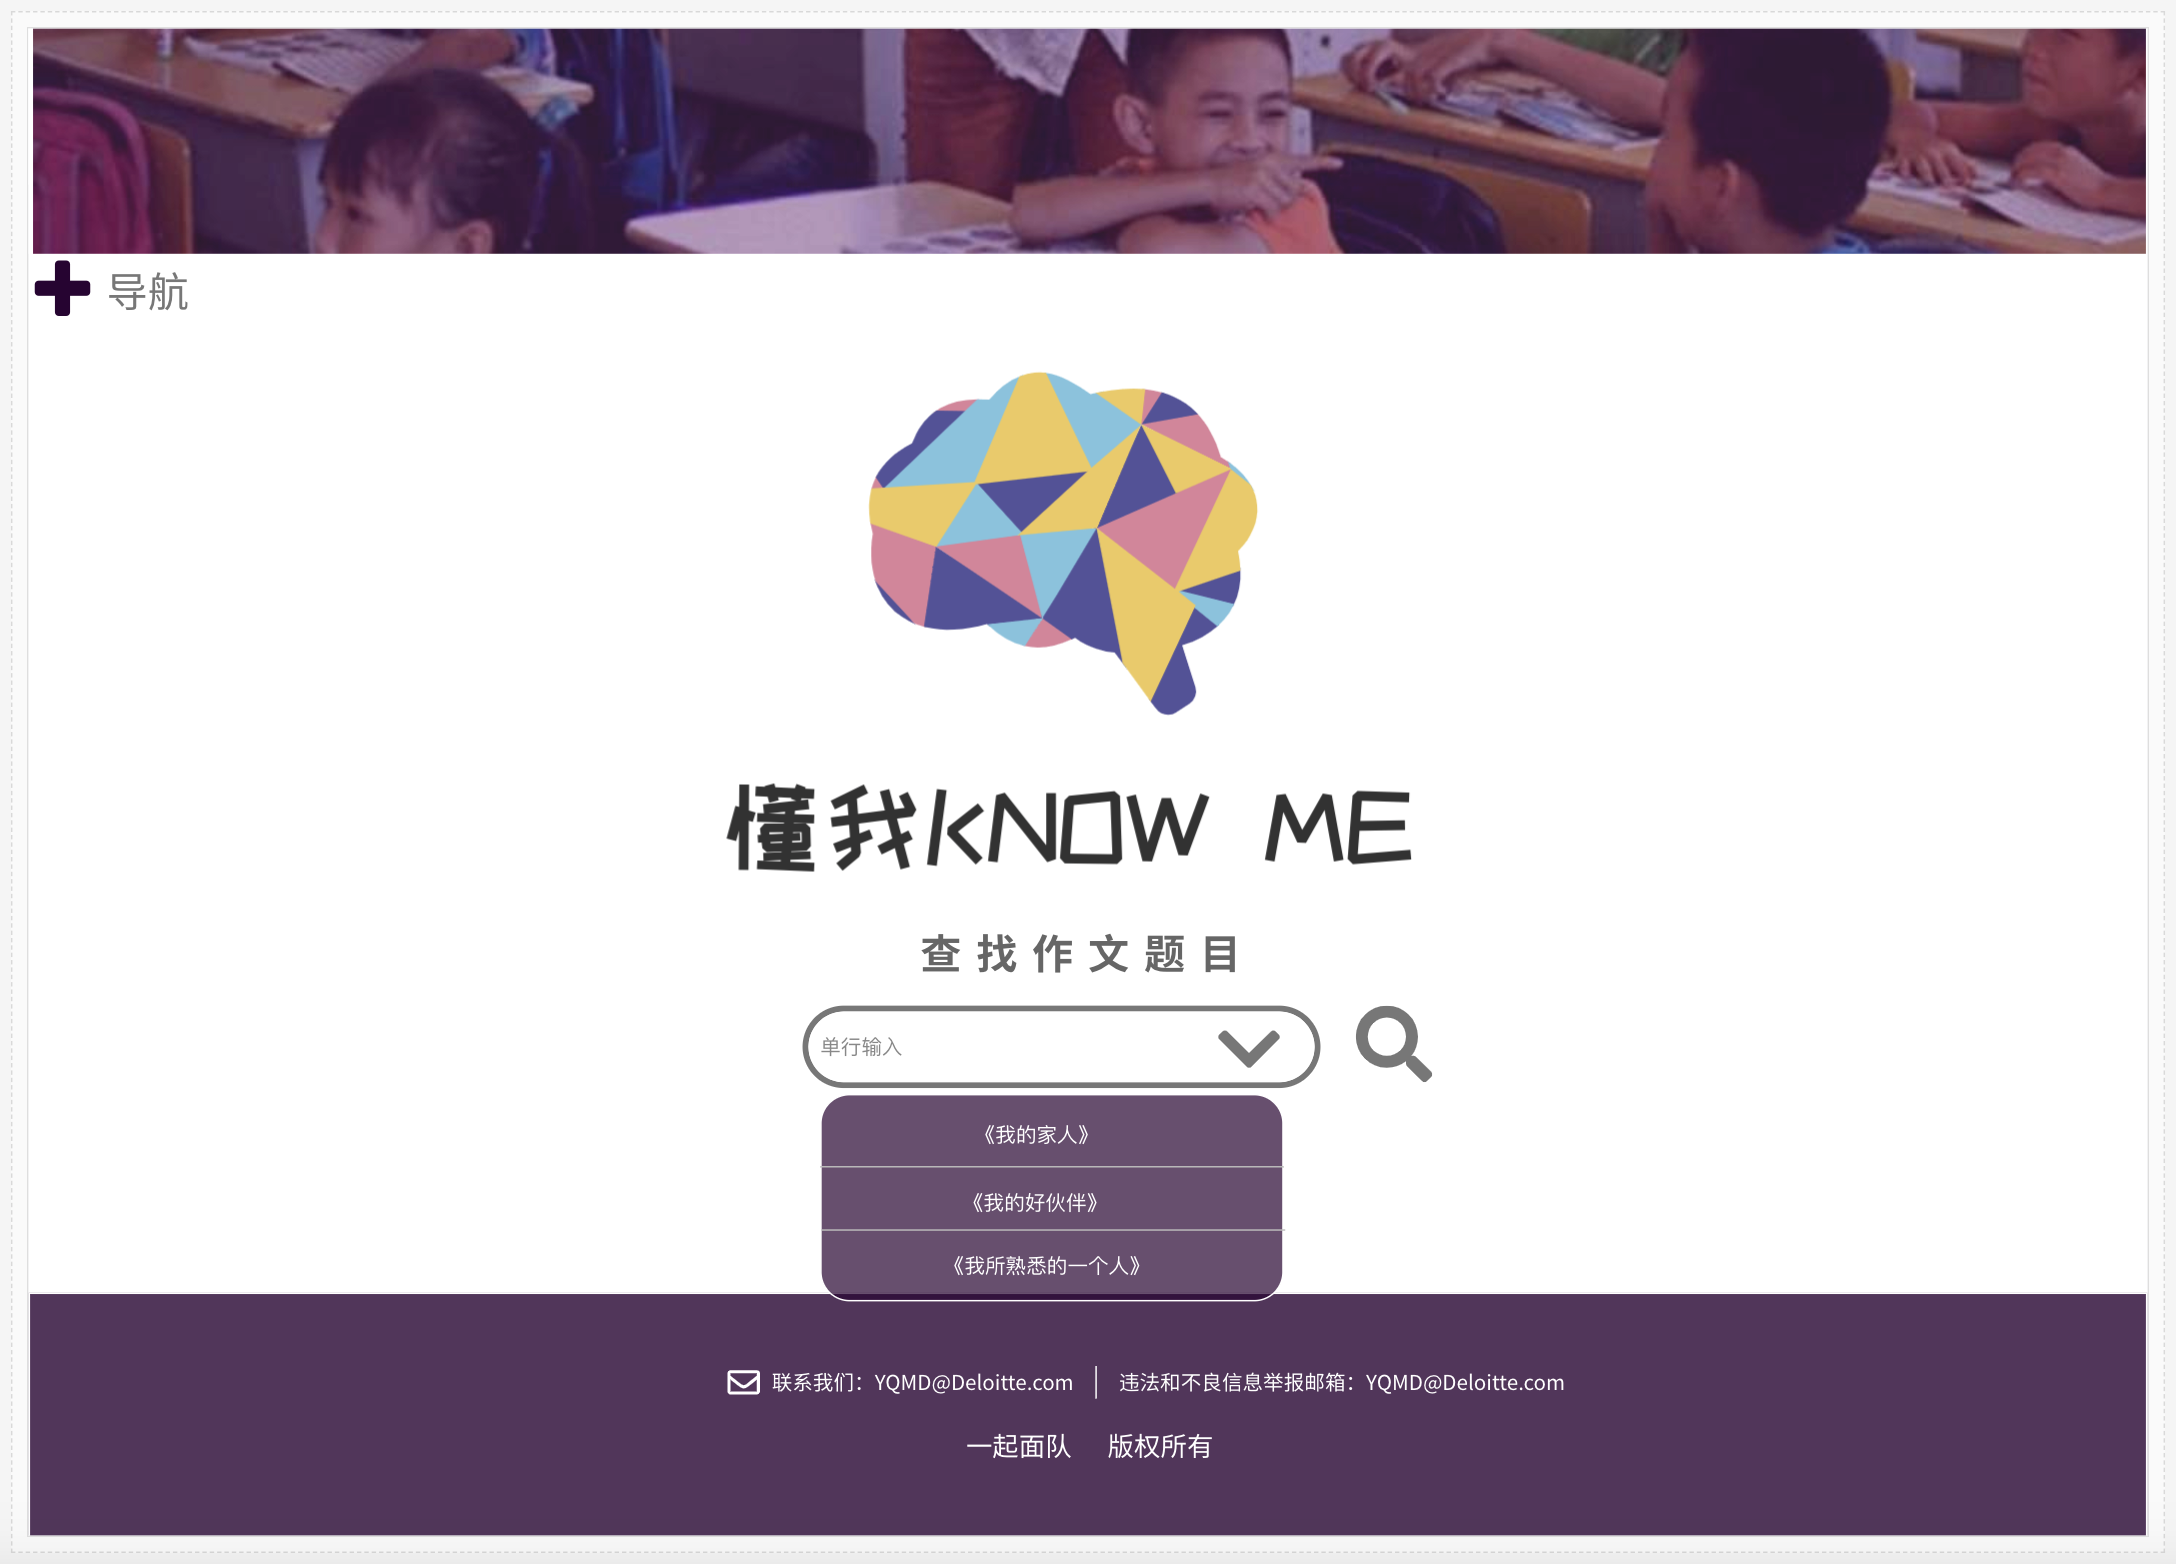 导航
懂我KNOW ME
查找作文题目
单行输入
《我的家人》
《我的好伙伴》
《我所熟悉的一个人》
联系我们：YQMD@Deloitte.com 违法和不良信息举报邮箱：YQMD@Deloitte.com
一起面队 版权所有